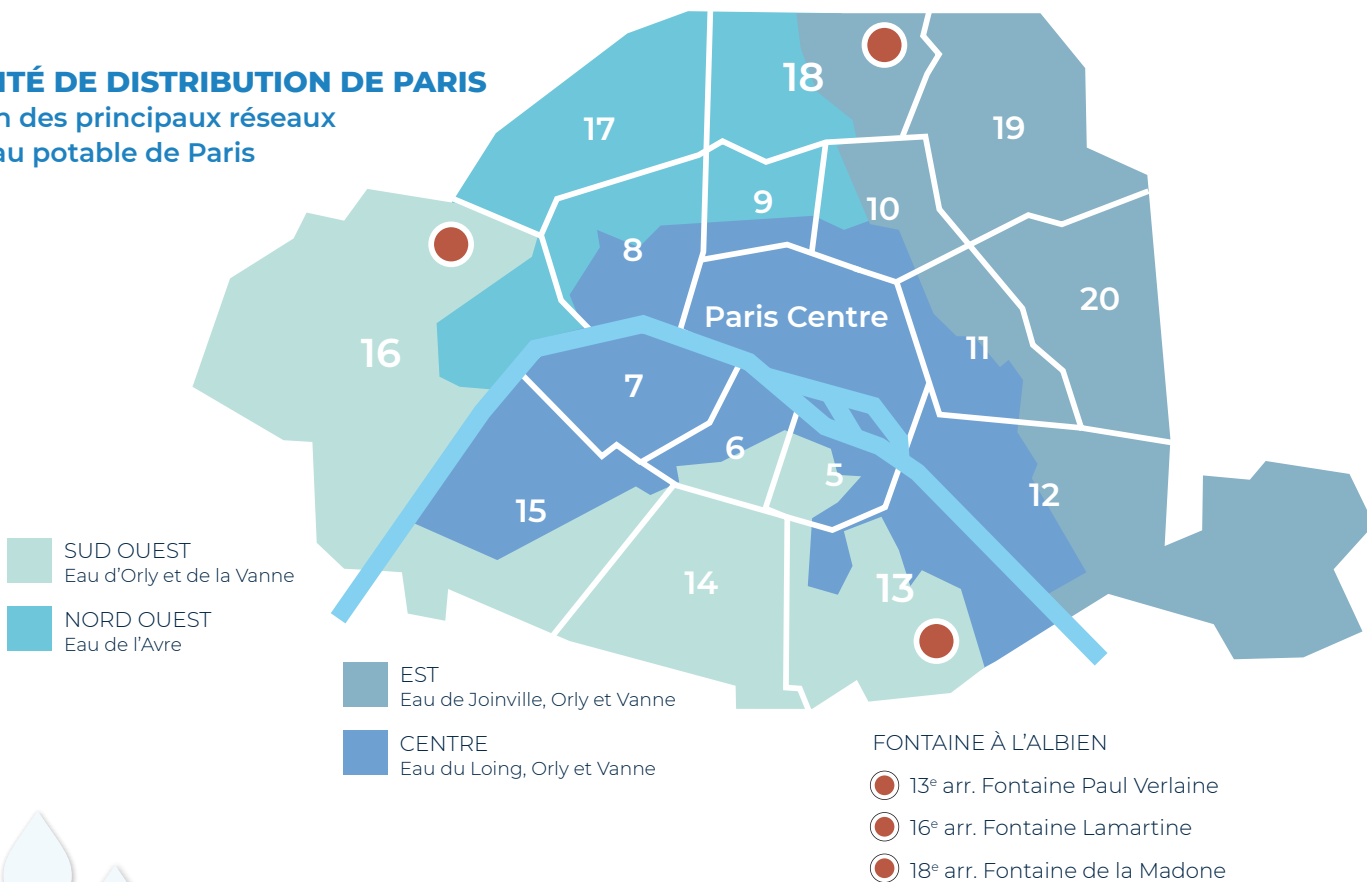 ITÉ DE DISTRIBUTION DE PARIS
n des principaux réseaux
au potable de Paris
18
17
19
9
10
8
20
Paris Centre
16
11
7
6
5
12
15
14
13
SUD OUEST
Eau d'Orly et de la Vanne
NORD OUEST
Eau de l'Avre
EST
Eau de Joinville, Orly et Vanne
CENTRE
Eau du Loing, Orly et Vanne
FONTAINE À L'ALBIEN
13e arr. Fontaine Paul Verlaine
16e arr. Fontaine Lamartine
18e arr. Fontaine de la Madone